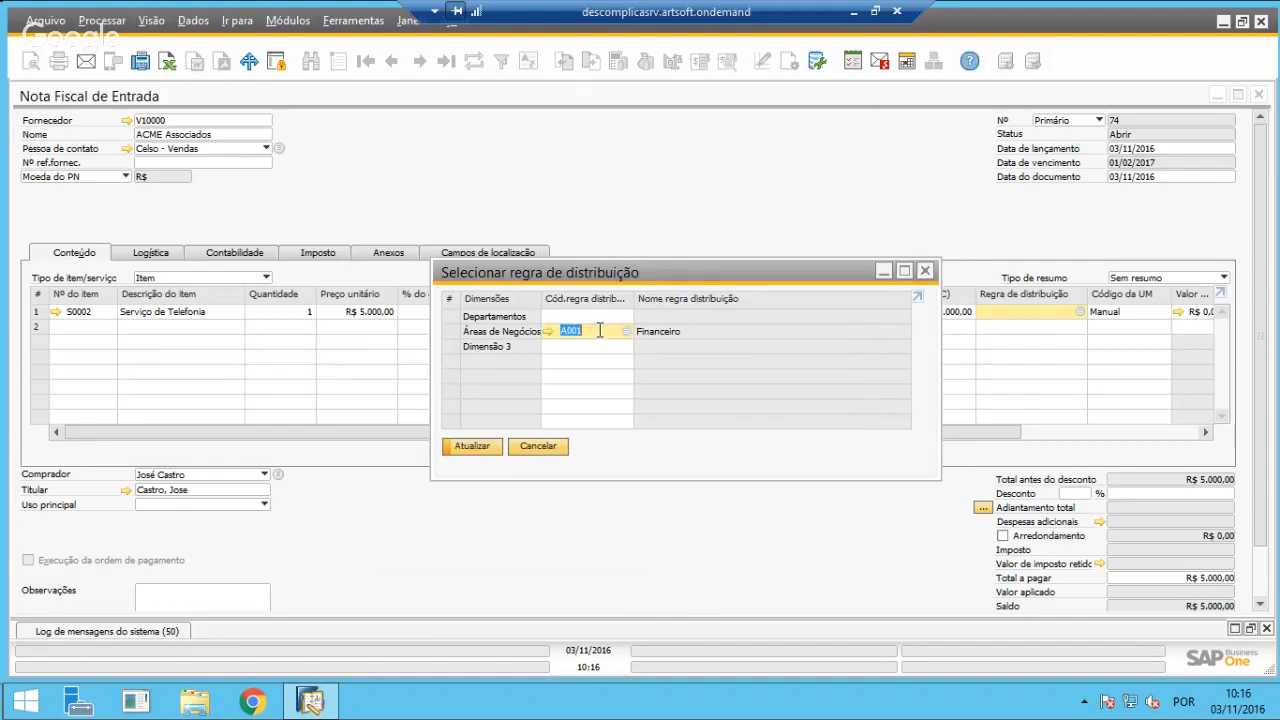 descomplicasrv.artsoft.ondemand
Arquivo Processar Visão Dados Ir para Módulos Ferramentas Jane
Google
Nota Fiscal de Entrada
Fornecedor V10000 Nº Primário 74
Nome ACME Associados Status Abrir
Pessoa de contato Celso - Vendas Data de lançamento 03/11/2016
Nº ref.fornec. Data de vencimento 01/02/2017
Moeda do PN R$ Data do documento 03/11/2016
Conteúdo Logística Contabilidade Imposto Anexos Campos de localização
Tipo de item/serviço Item Tipo de resumo Sem resumo
# Nº do item Descrição do item Quantidade Preço unitário % do C) Regra de distribuição Código da UM Valor ...
1 S0002 Serviço de Telefonia 1 R$ 5.000, .000,00 Manual R$ 0,
2
Selecionar regra de distribuição
# Dimensões Cód.regra distrib... Nome regra distribuição
Departamentos
Áreas de Negócios A001 Financeiro
Dimensão 3
Atualizar Cancelar
Comprador José Castro
Titular Castro, Jose
Uso principal
Execução da ordem de pagamento
Observações
Total antes do desconto R$ 5.000,00
Desconto %
... Adiantamento total
Despesas adicionais
Arredondamento R$ 0,00
Imposto
Valor de imposto retidc
Total a pagar R$ 5.000,00
Valor aplicado
Saldo R$ 5.000,00
Log de mensagens do sistema (50)
03/11/2016
10:16
SAP Business One
POR 10:16
03/11/2016